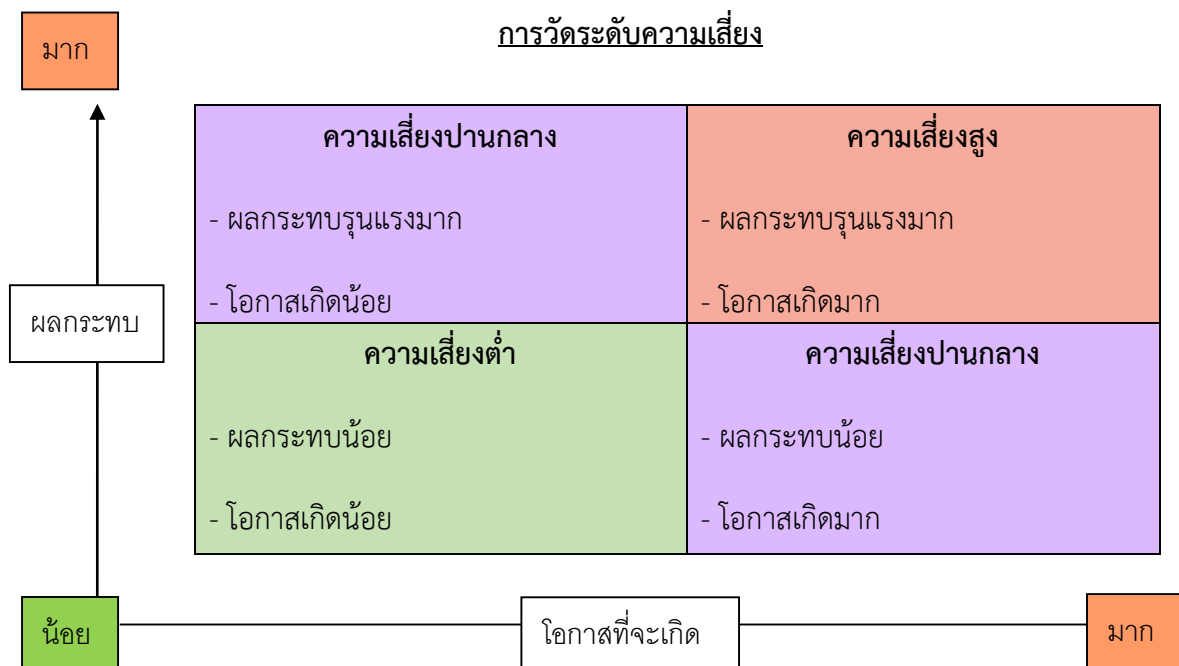 การวัดระดับความเสี่ยง
มาก
ความเสี่ยงปานกลาง
- ผลกระทบรุนแรงมาก
- โอกาสเกิดน้อย
ความเสี่ยงสูง
- ผลกระทบรุนแรงมาก
- โอกาสเกิดมาก
ผลกระทบ
ความเสี่ยงต่ำ
- ผลกระทบน้อย
- โอกาสเกิดน้อย
ความเสี่ยงปานกลาง
- ผลกระทบน้อย
- โอกาสเกิดมาก
น้อย
โอกาสที่จะเกิด
มาก